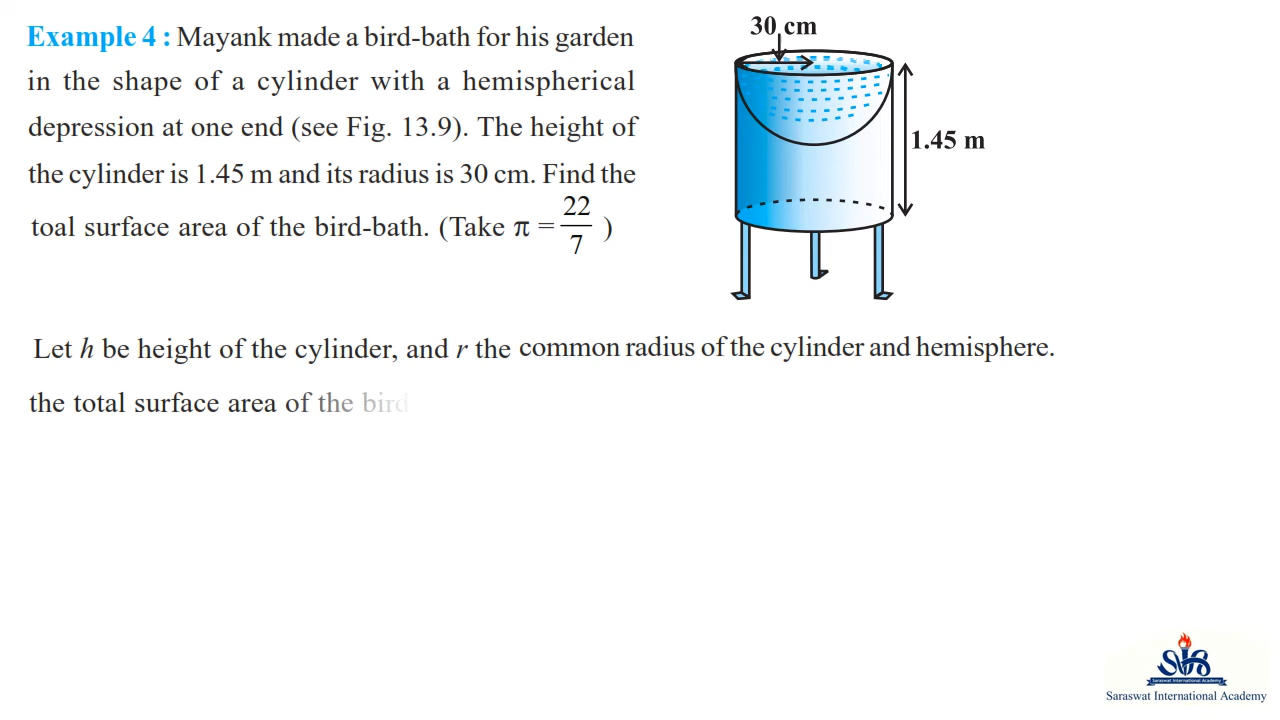 Example 4 : Mayank made a bird-bath for his garden
in the shape of a cylinder with a hemispherical
depression at one end (see Fig. 13.9). The height of
the cylinder is 1.45 m and its radius is 30 cm. Find the
toal surface area of the bird-bath. (Take π = 22/7 )
30 cm
1.45 m
Let h be height of the cylinder, and r the common radius of the cylinder and hemisphere.
the total surface area of the bird
Saraswat International Academy
Saraswat International Academy